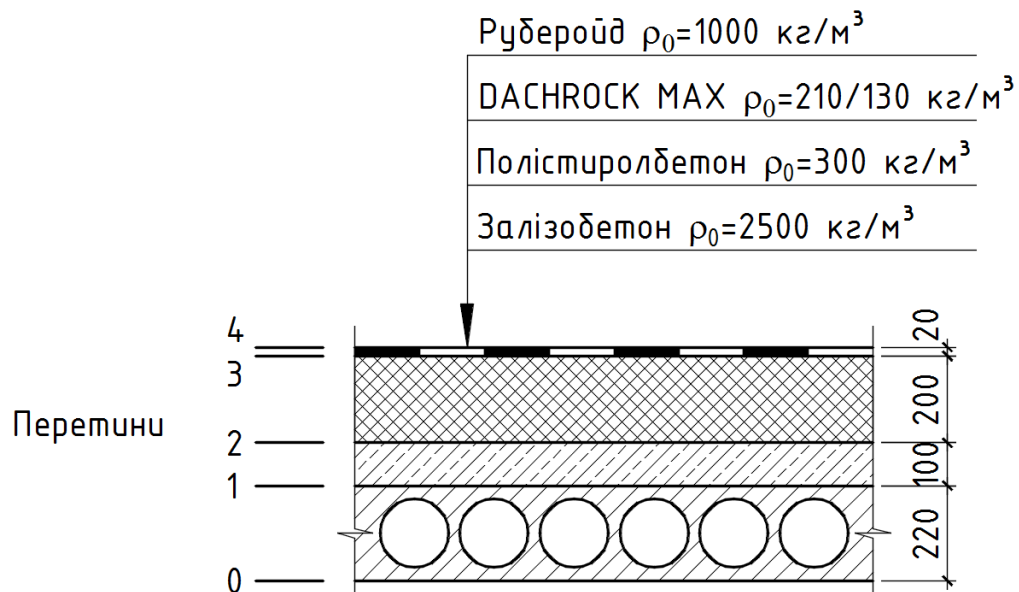 Рубероїд ρ₀=1000 кг/м³
DACHROCK MAX ρ₀=210/130 кг/м³
Полістиролбетон ρ₀=300 кг/м³
Залізобетон ρ₀=2500 кг/м³
4
20
3
200
Перетини
2
100
1
220
0